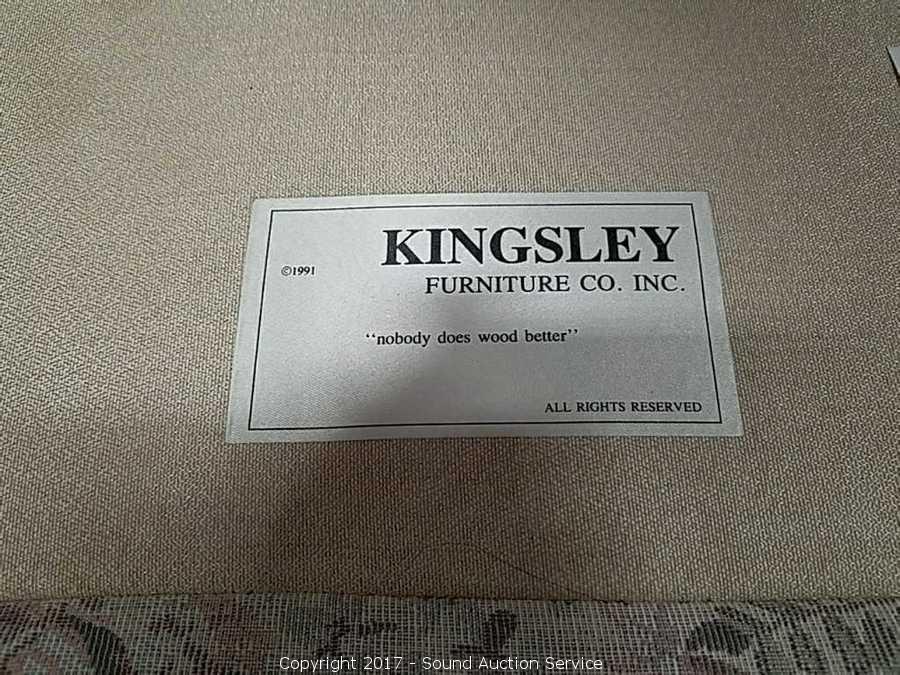 KINGSLEY
©1991
FURNITURE CO. INC.
‘‘nobody does wood better’’
ALL RIGHTS RESERVED
Copyright 2017 - Sound Auction Service